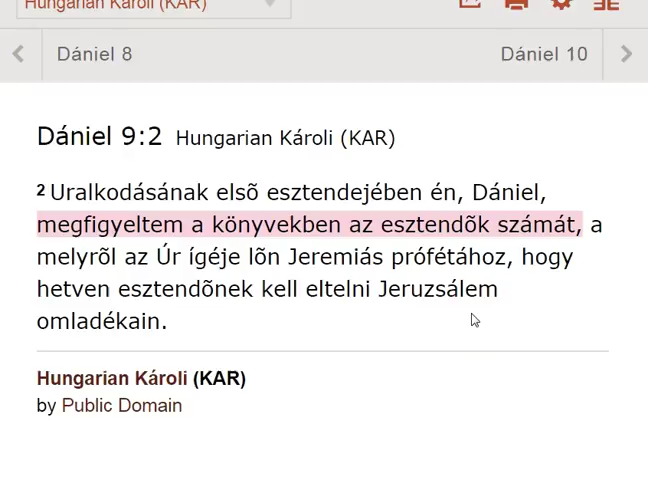 Hungarian Károli (KAR)
Dániel 8
Dániel 10
Dániel 9:2 Hungarian Károli (KAR)
2 Uralkodásának elsõ esztendejében én, Dániel,
megfigyeltem a könyvekben az esztendõk számát, a
melyrõl az Úr ígéje lõn Jeremiás prófétához, hogy
hetven esztendõnek kell eltelni Jeruzsálem
omladékain.
Hungarian Károli (KAR)
by Public Domain